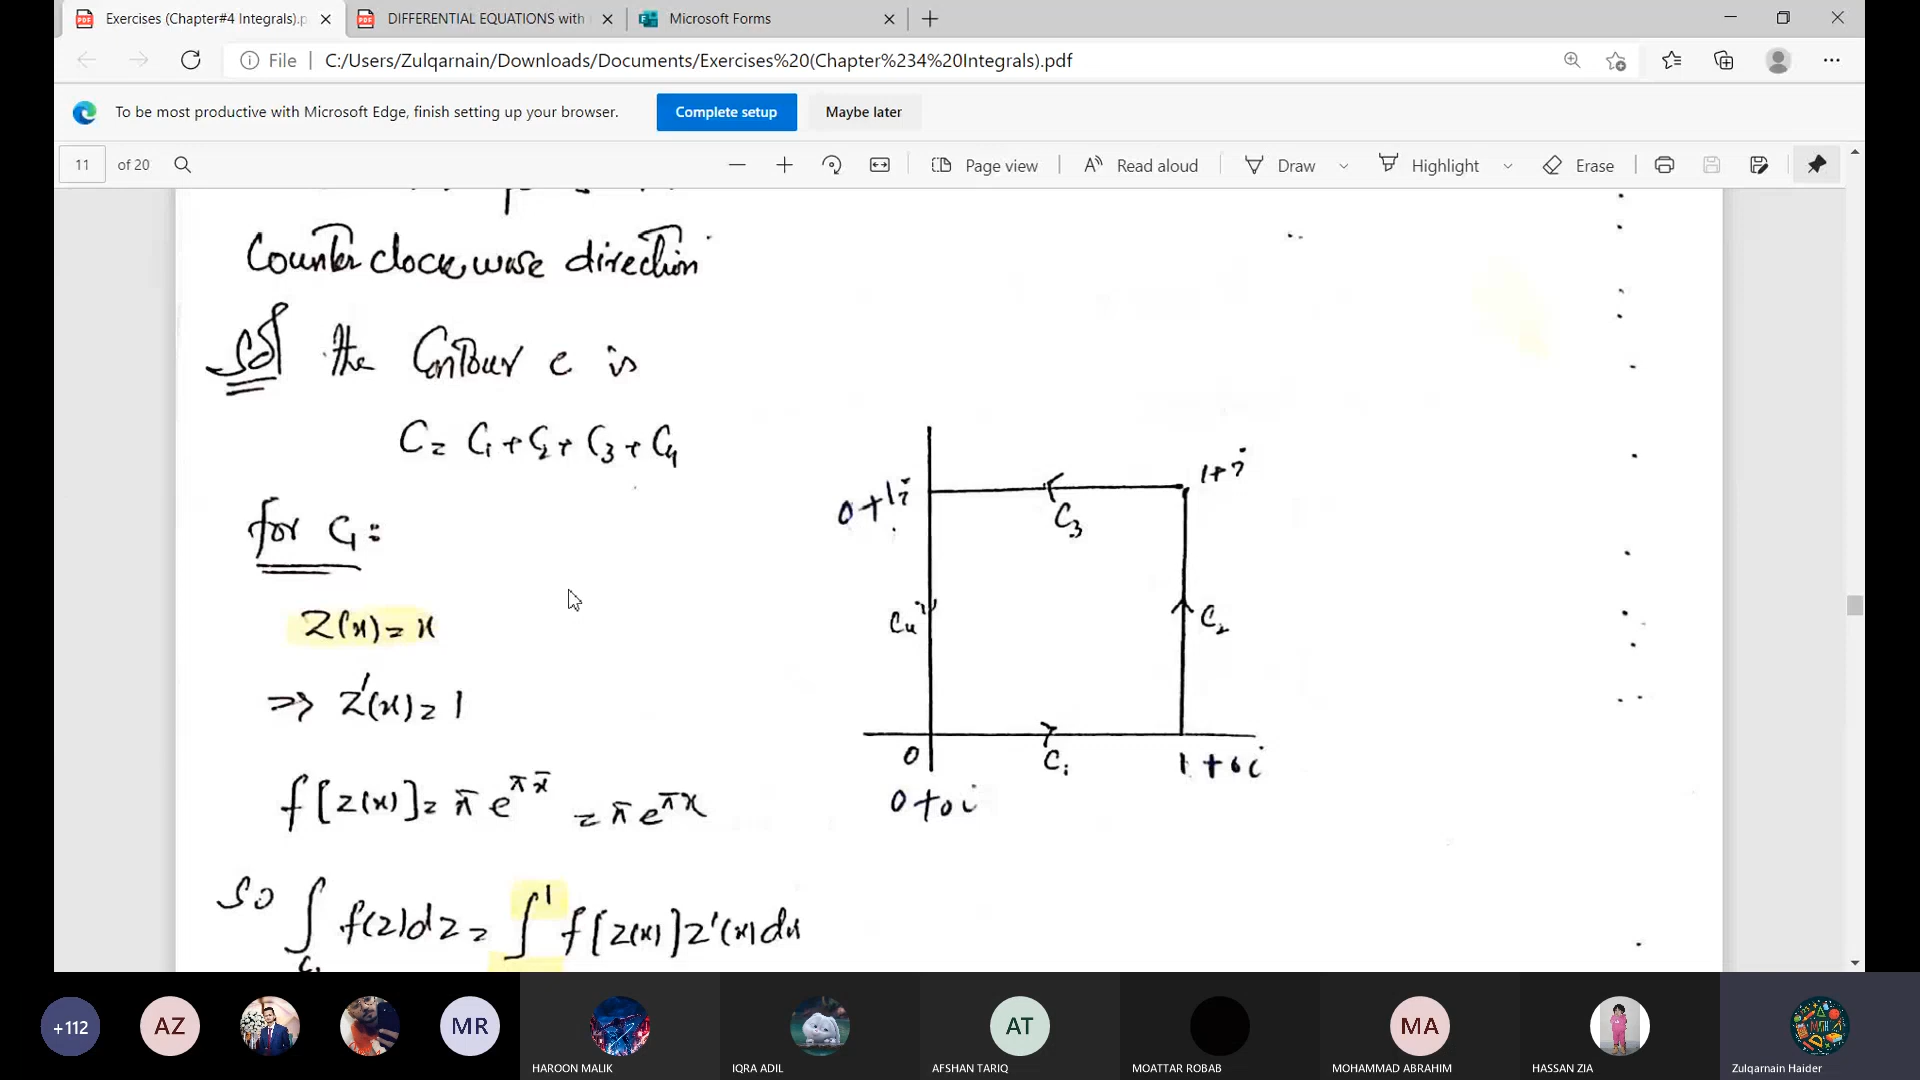 Exercises (Chapter#4 Integrals).p
DIFFERENTIAL EQUATIONS with
Microsoft Forms
File | C:/Users/Zulqarnain/Downloads/Documents/Exercises%20(Chapter%234%20Integrals).pdf
To be most productive with Microsoft Edge, finish setting up your browser.
Complete setup
Maybe later
11 of 20
Page view
Read aloud
Draw
Highlight
Erase
Counter clockwise direction
Sol the Contour c is
C = C1 + C2 + C3 + C4
for C1:
Z(x) = x
⇒ Z'(x) = 1
f[z(x)] = π e^πx̄ = π e^πx
So ∫ f(z)dz = ∫^1 f[z(x)]z'(x)dx
C1
0+1i
1+i
C3
C4
C2
0
C1
1+0i
0+0i
+112
AZ
MR
HAROON MALIK
IQRA ADIL
AT
AFSHAN TARIQ
MOATTAR ROBAB
MA
MOHAMMAD ABRAHIM
HASSAN ZIA
MATH
Zulqarnain Haider